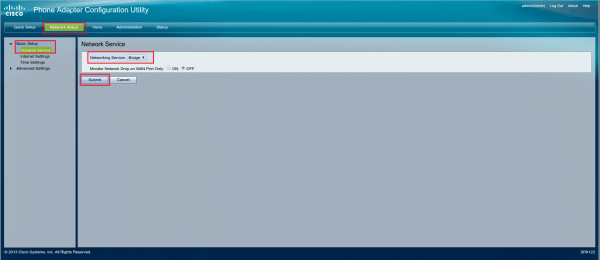 CISCO
Phone Adapter Configuration Utility
admin(Admin) Log Out About Help
Quick Setup Network Setup Voice Administration Status
Basic Setup
Network Service
Internet Settings
Time Settings
Advanced Settings
Network Service
Networking Service: Bridge
Monitor Network Drop on WAN Port Only: ON OFF
Submit Cancel
© 2013 Cisco Systems, Inc. All Rights Reserved. SPA122